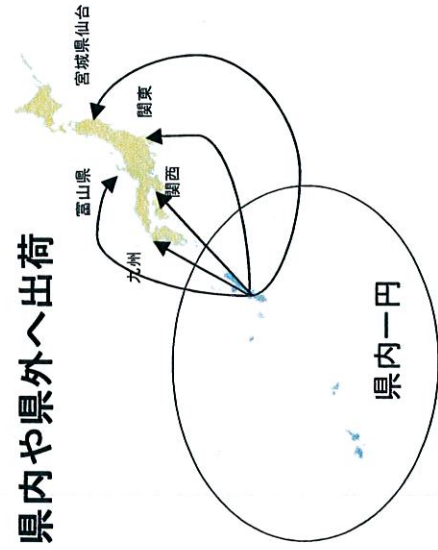 県内や県外へ出荷
宮城県仙台
富山県
関東
関西
九州
県内一円